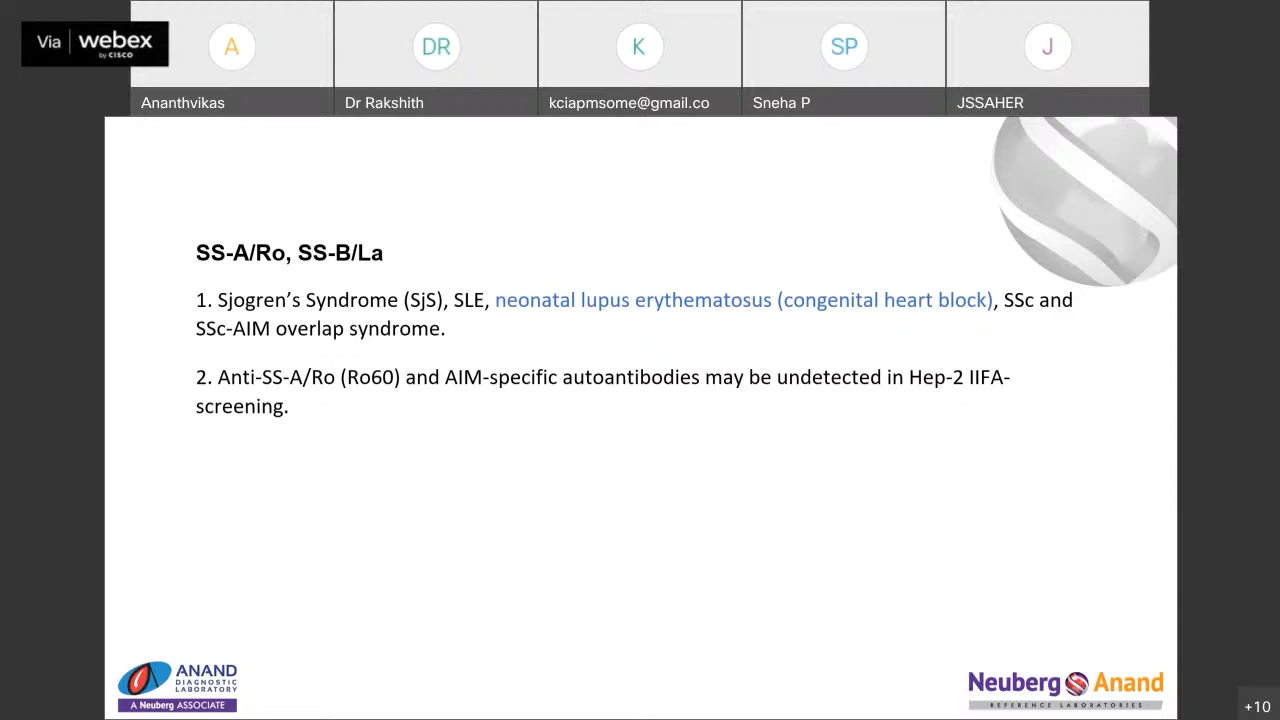 Via webex
by CISCO
A
DR
K
SP
J
Ananthvikas
Dr Rakshith
kciapmsome@gmail.co
Sneha P
JSSAHER
SS-A/Ro, SS-B/La
1. Sjogren’s Syndrome (SjS), SLE, neonatal lupus erythematosus (congenital heart block), SSc and
SSc-AIM overlap syndrome.
2. Anti-SS-A/Ro (Ro60) and AIM-specific autoantibodies may be undetected in Hep-2 IIFA-
screening.
ANAND
DIAGNOSTIC
LABORATORY
A Neuberg ASSOCIATE
Neuberg Anand
REFERENCE LABORATORIES
+10